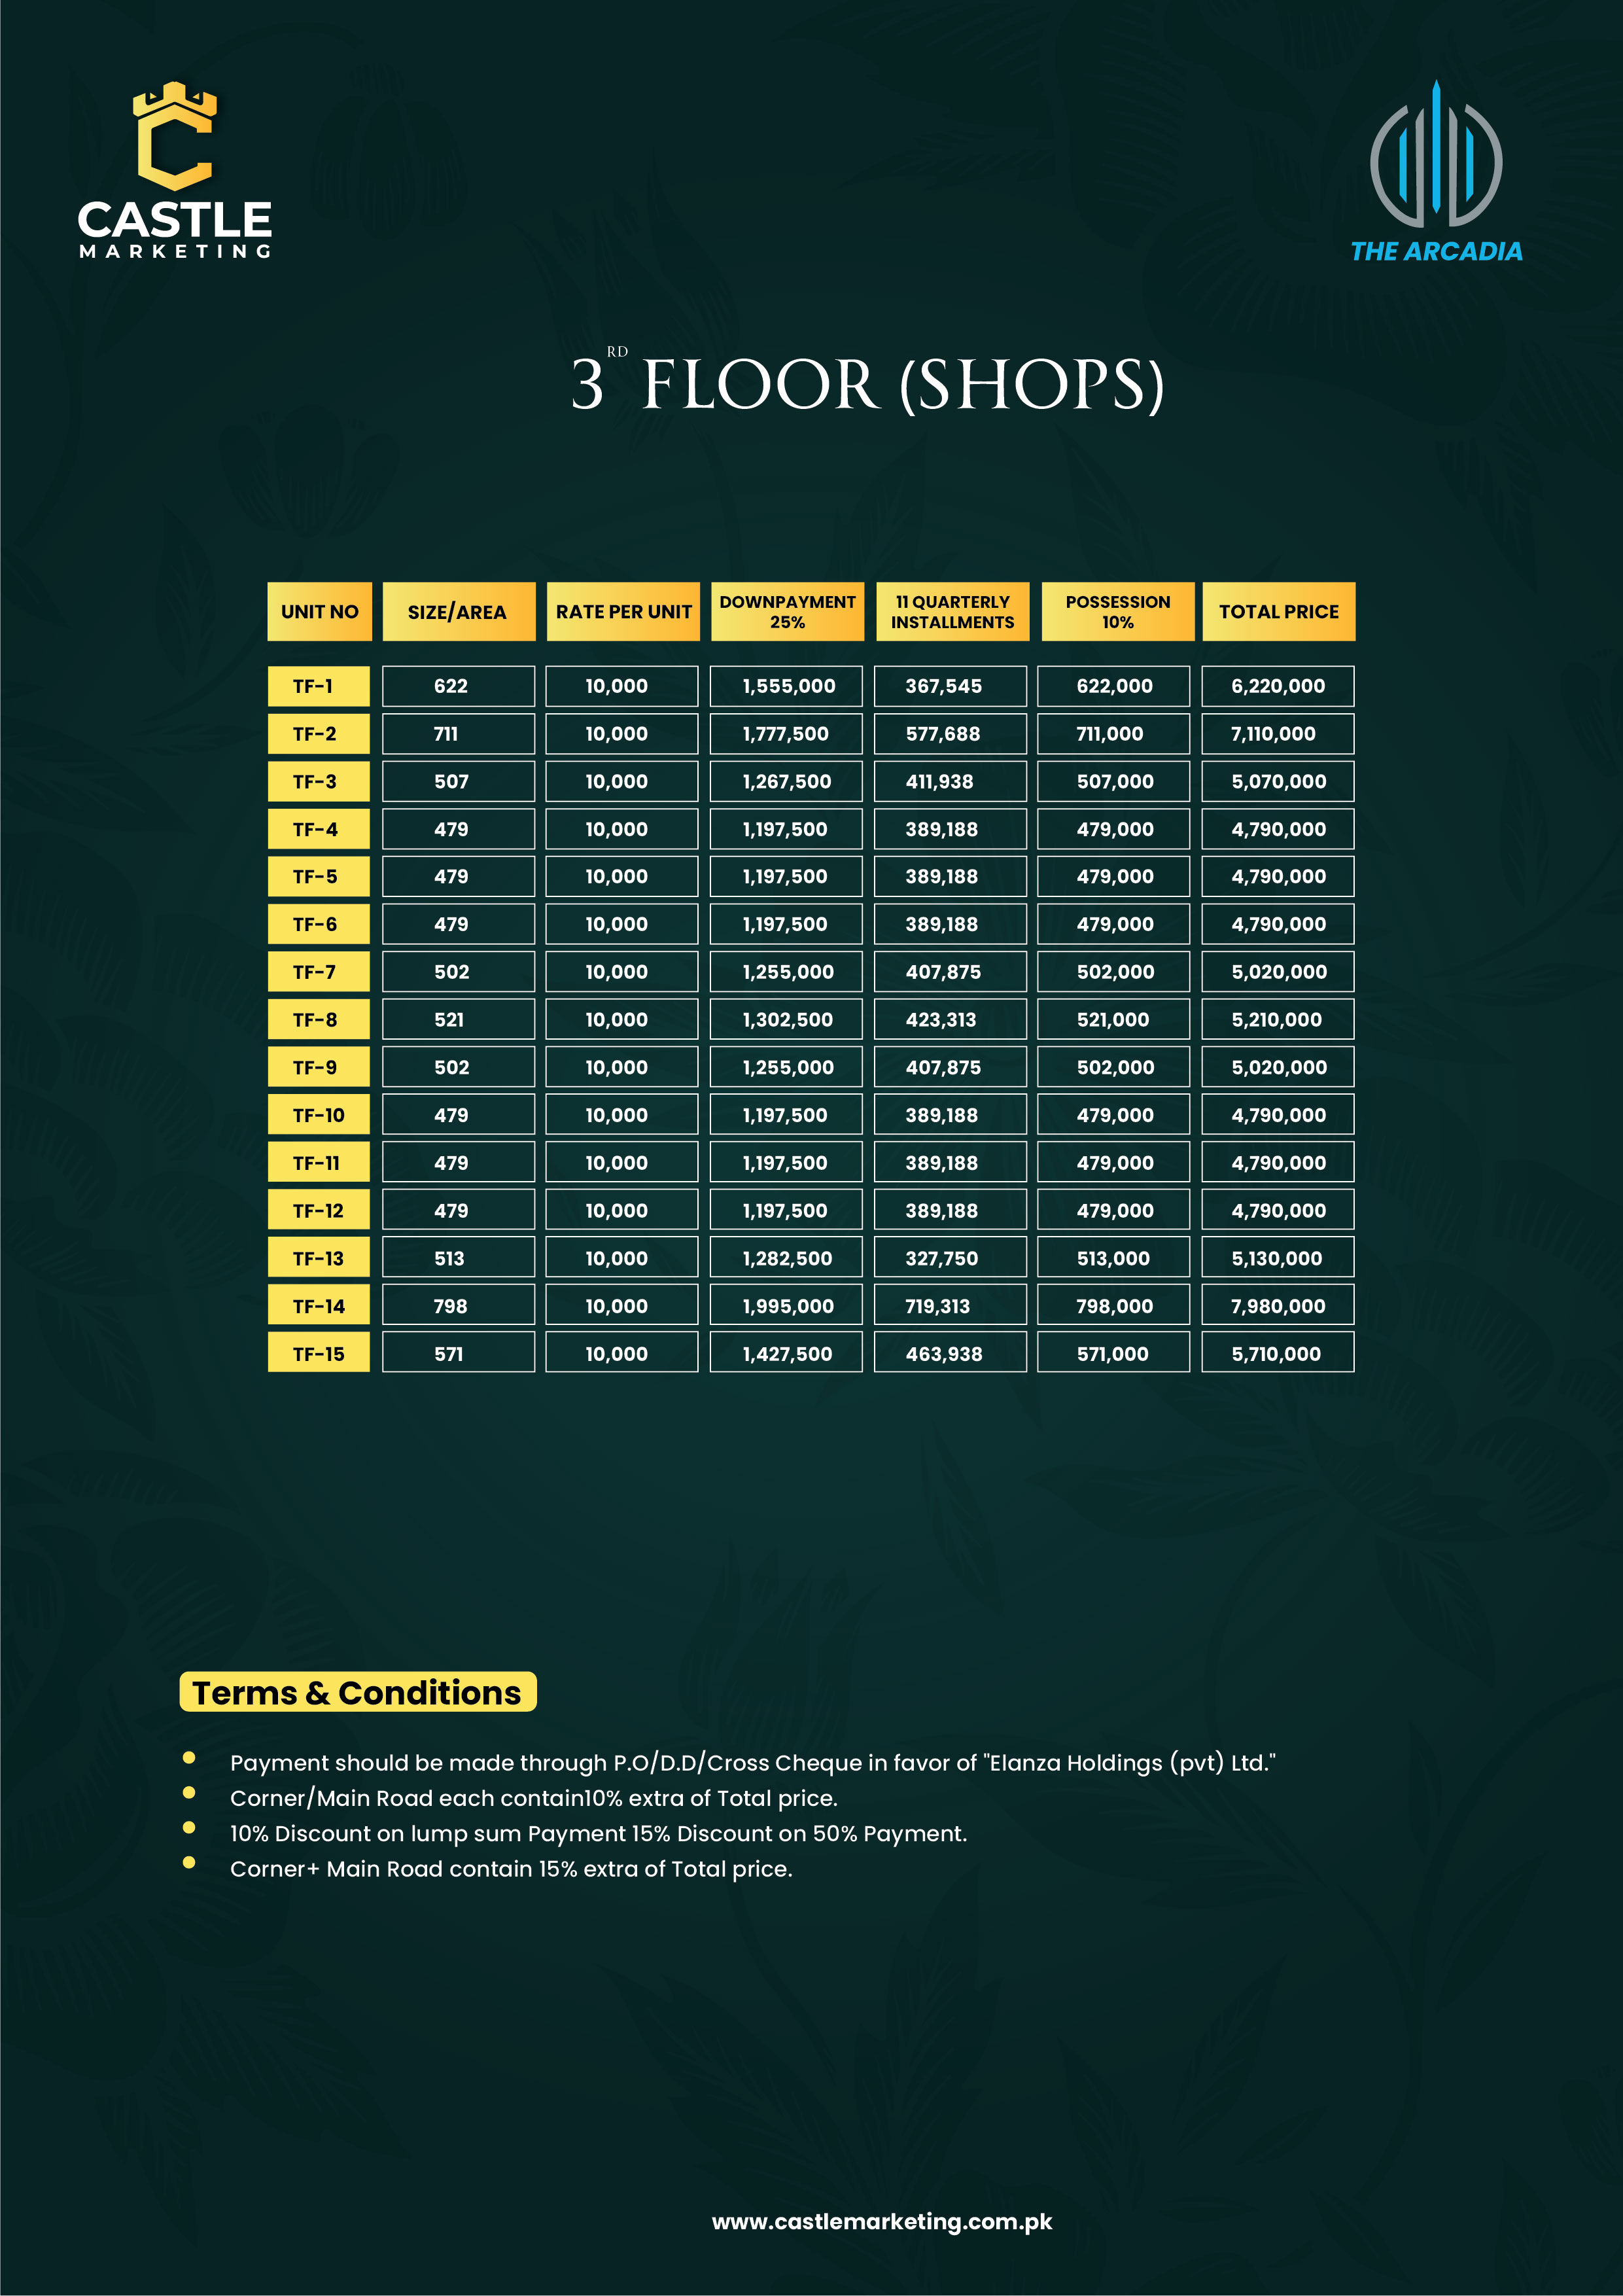 CASTLE
MARKETING
THE ARCADIA
3RD FLOOR (SHOPS)
UNIT NO SIZE/AREA RATE PER UNIT DOWNPAYMENT 25% 11 QUARTERLY INSTALLMENTS POSSESSION 10% TOTAL PRICE
TF-1 622 10,000 1,555,000 367,545 622,000 6,220,000
TF-2 711 10,000 1,777,500 577,688 711,000 7,110,000
TF-3 507 10,000 1,267,500 411,938 507,000 5,070,000
TF-4 479 10,000 1,197,500 389,188 479,000 4,790,000
TF-5 479 10,000 1,197,500 389,188 479,000 4,790,000
TF-6 479 10,000 1,197,500 389,188 479,000 4,790,000
TF-7 502 10,000 1,255,000 407,875 502,000 5,020,000
TF-8 521 10,000 1,302,500 423,313 521,000 5,210,000
TF-9 502 10,000 1,255,000 407,875 502,000 5,020,000
TF-10 479 10,000 1,197,500 389,188 479,000 4,790,000
TF-11 479 10,000 1,197,500 389,188 479,000 4,790,000
TF-12 479 10,000 1,197,500 389,188 479,000 4,790,000
TF-13 513 10,000 1,282,500 327,750 513,000 5,130,000
TF-14 798 10,000 1,995,000 719,313 798,000 7,980,000
TF-15 571 10,000 1,427,500 463,938 571,000 5,710,000
Terms & Conditions
Payment should be made through P.O/D.D/Cross Cheque in favor of "Elanza Holdings (pvt) Ltd."
Corner/Main Road each contain10% extra of Total price.
10% Discount on lump sum Payment 15% Discount on 50% Payment.
Corner+ Main Road contain 15% extra of Total price.
www.castlemarketing.com.pk